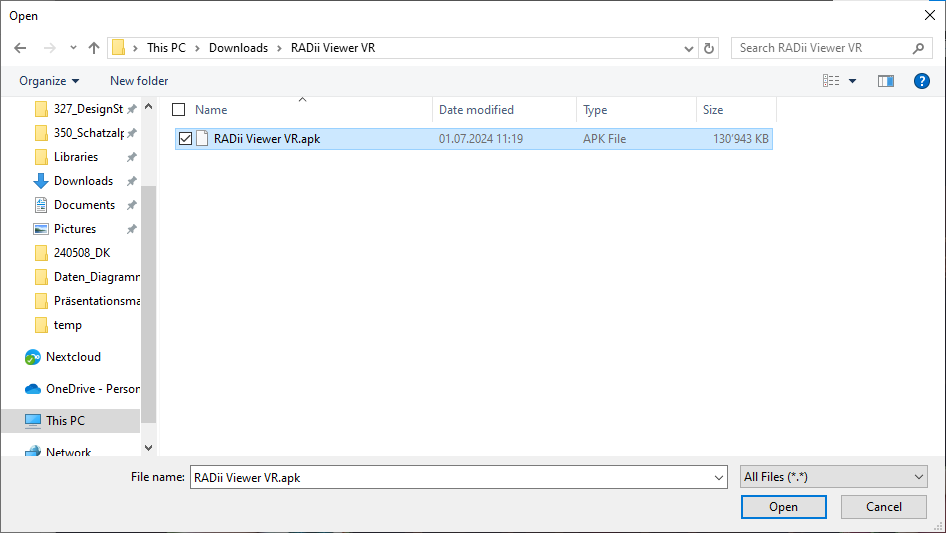 Open
This PC > Downloads > RADii Viewer VR
Search RADii Viewer VR
Organize
New folder
327_DesignSt
350_Schatzalp
Libraries
Downloads
Documents
Pictures
240508_DK
Daten_Diagramm
Präsentationsma
temp
Nextcloud
OneDrive - Person
This PC
Network
Name Date modified Type Size
RADii Viewer VR.apk 01.07.2024 11:19 APK File 130'943 KB
File name: RADii Viewer VR.apk All Files (*.*)
Open Cancel